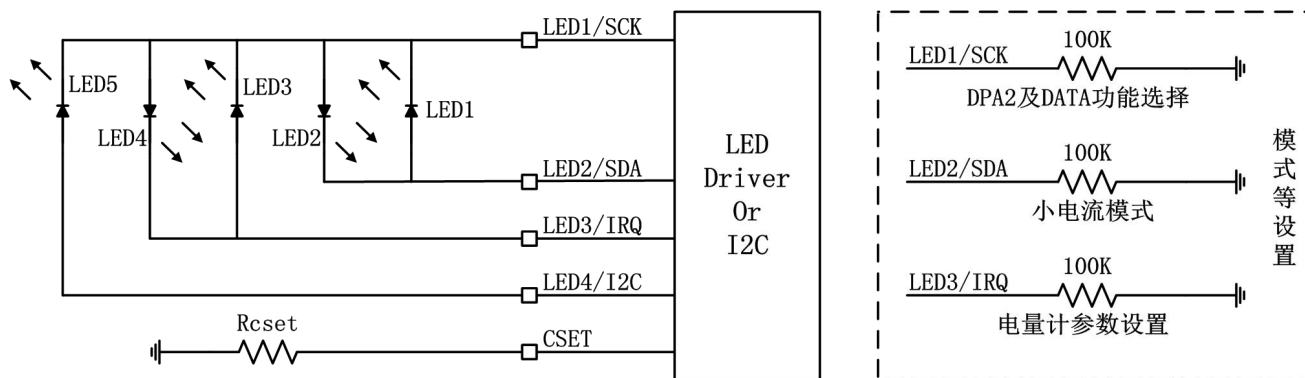 LED1/SCK
LED5
LED3
LED4
LED2
LED1
LED2/SDA
LED3/IRQ
LED4/I2C
Rcset
CSET
LED
Driver
Or
I2C
LED1/SCK
100K
DPA2及DATA功能选择
LED2/SDA
100K
小电流模式
LED3/IRQ
100K
电量计参数设置
模式等设置